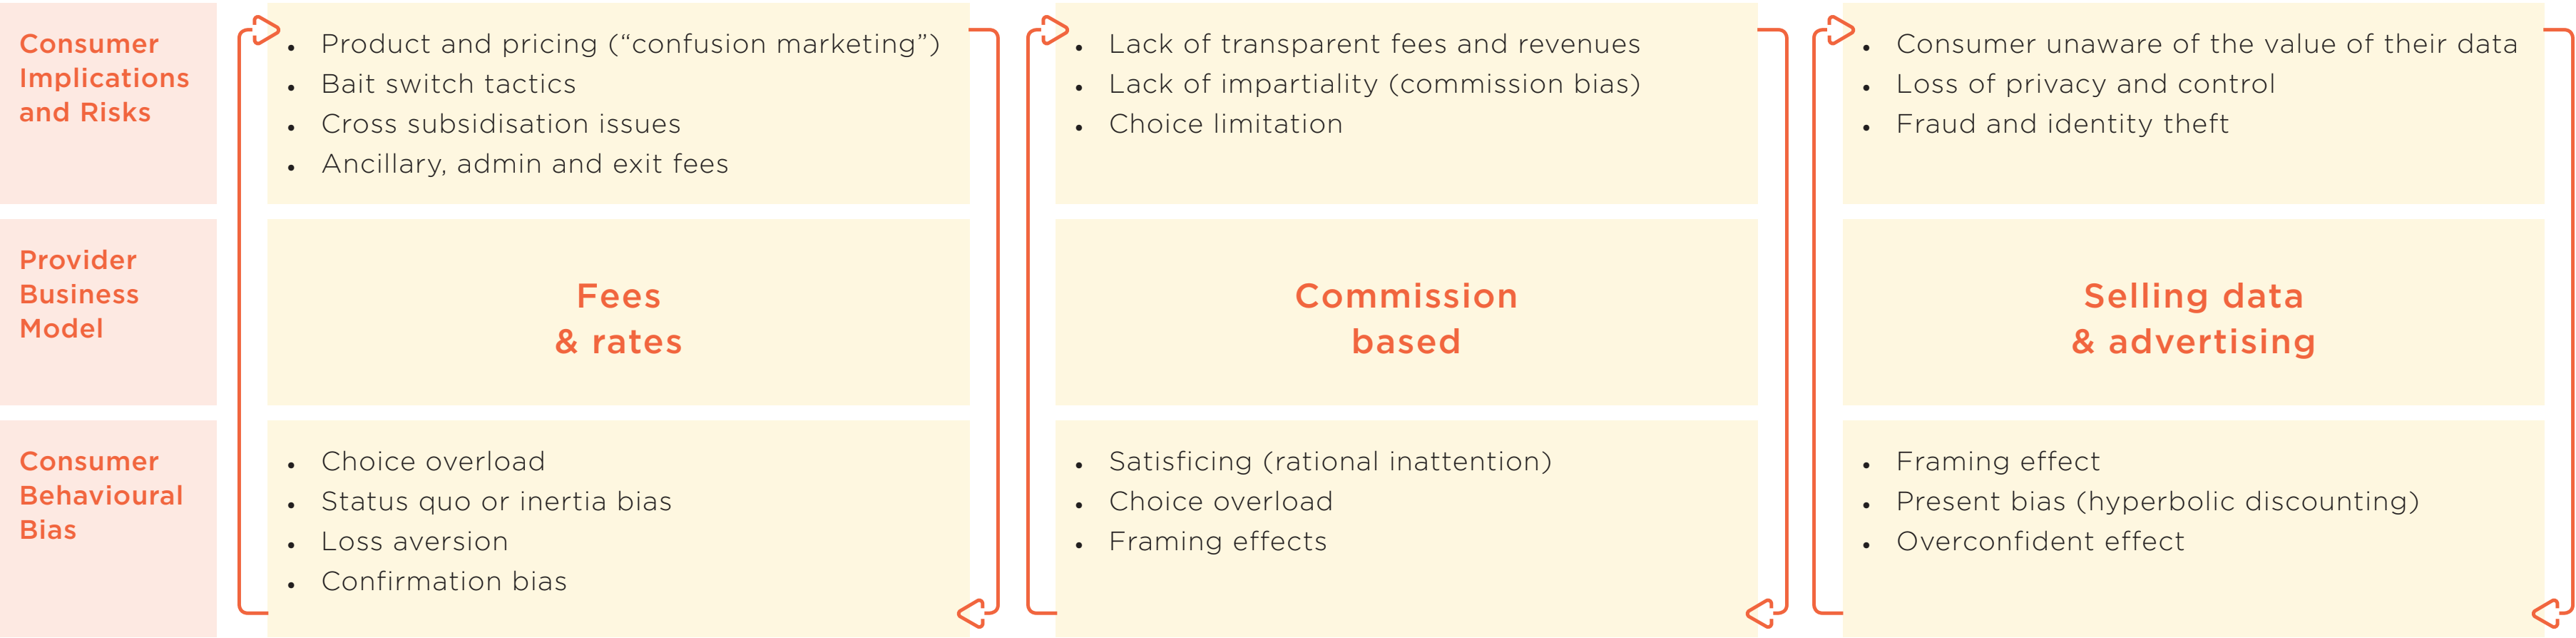 Consumer
Implications
and Risks
• Product and pricing (“confusion marketing”)
• Bait switch tactics
• Cross subsidisation issues
• Ancillary, admin and exit fees
• Lack of transparent fees and revenues
• Lack of impartiality (commission bias)
• Choice limitation
• Consumer unaware of the value of their data
• Loss of privacy and control
• Fraud and identity theft
Provider
Business
Model
Fees
& rates
Commission
based
Selling data
& advertising
Consumer
Behavioural
Bias
• Choice overload
• Status quo or inertia bias
• Loss aversion
• Confirmation bias
• Satisficing (rational inattention)
• Choice overload
• Framing effects
• Framing effect
• Present bias (hyperbolic discounting)
• Overconfident effect